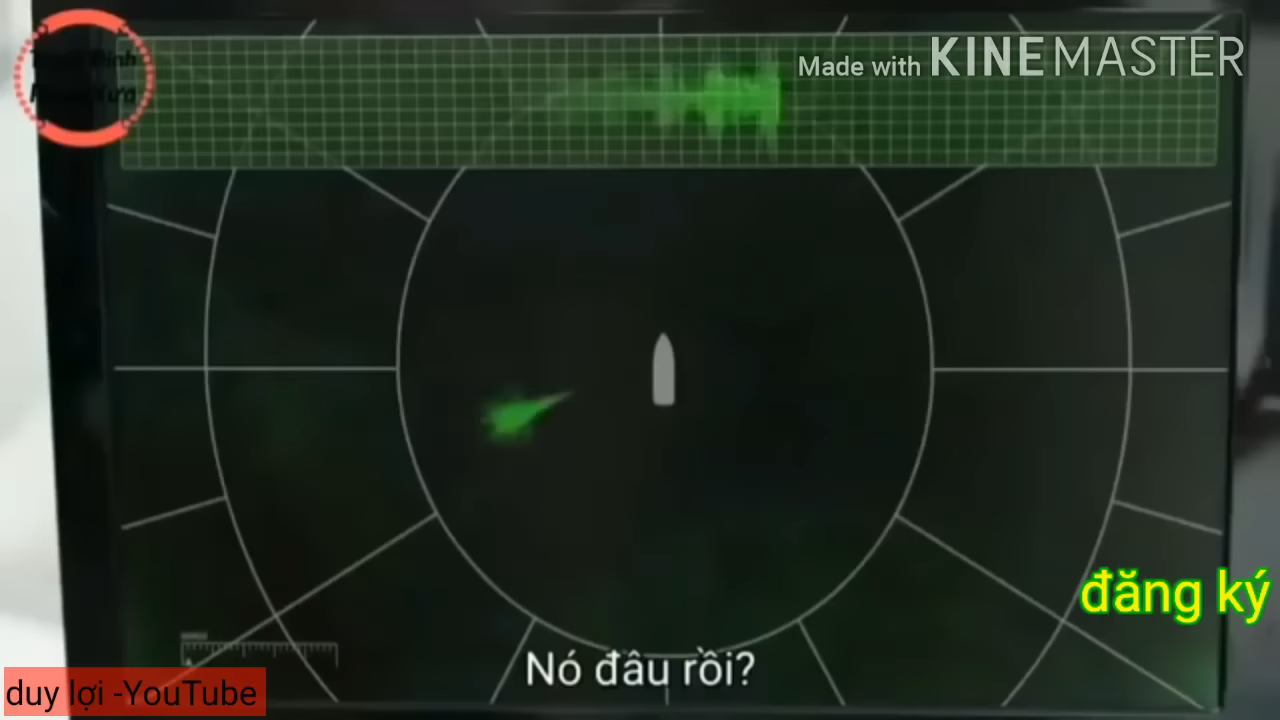 Made with KINEMASTER
đăng ký
Nó đâu rồi?
duy lợi -YouTube